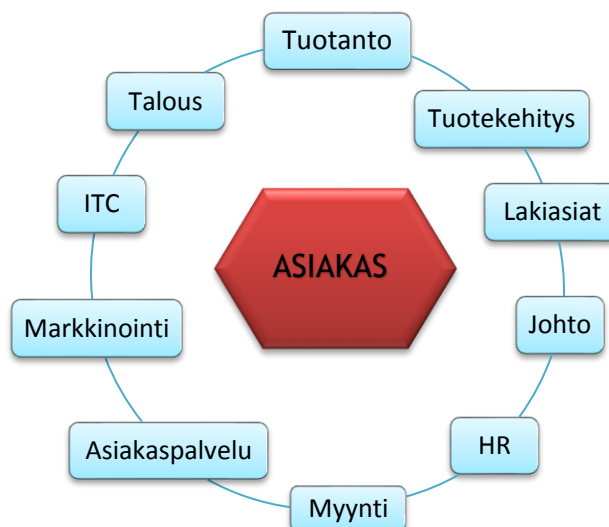 Tuotanto
Talous
Tuotekehitys
ITC
Lakiasiat
ASIAKAS
Markkinointi
Johto
Asiakaspalvelu
HR
Myynti